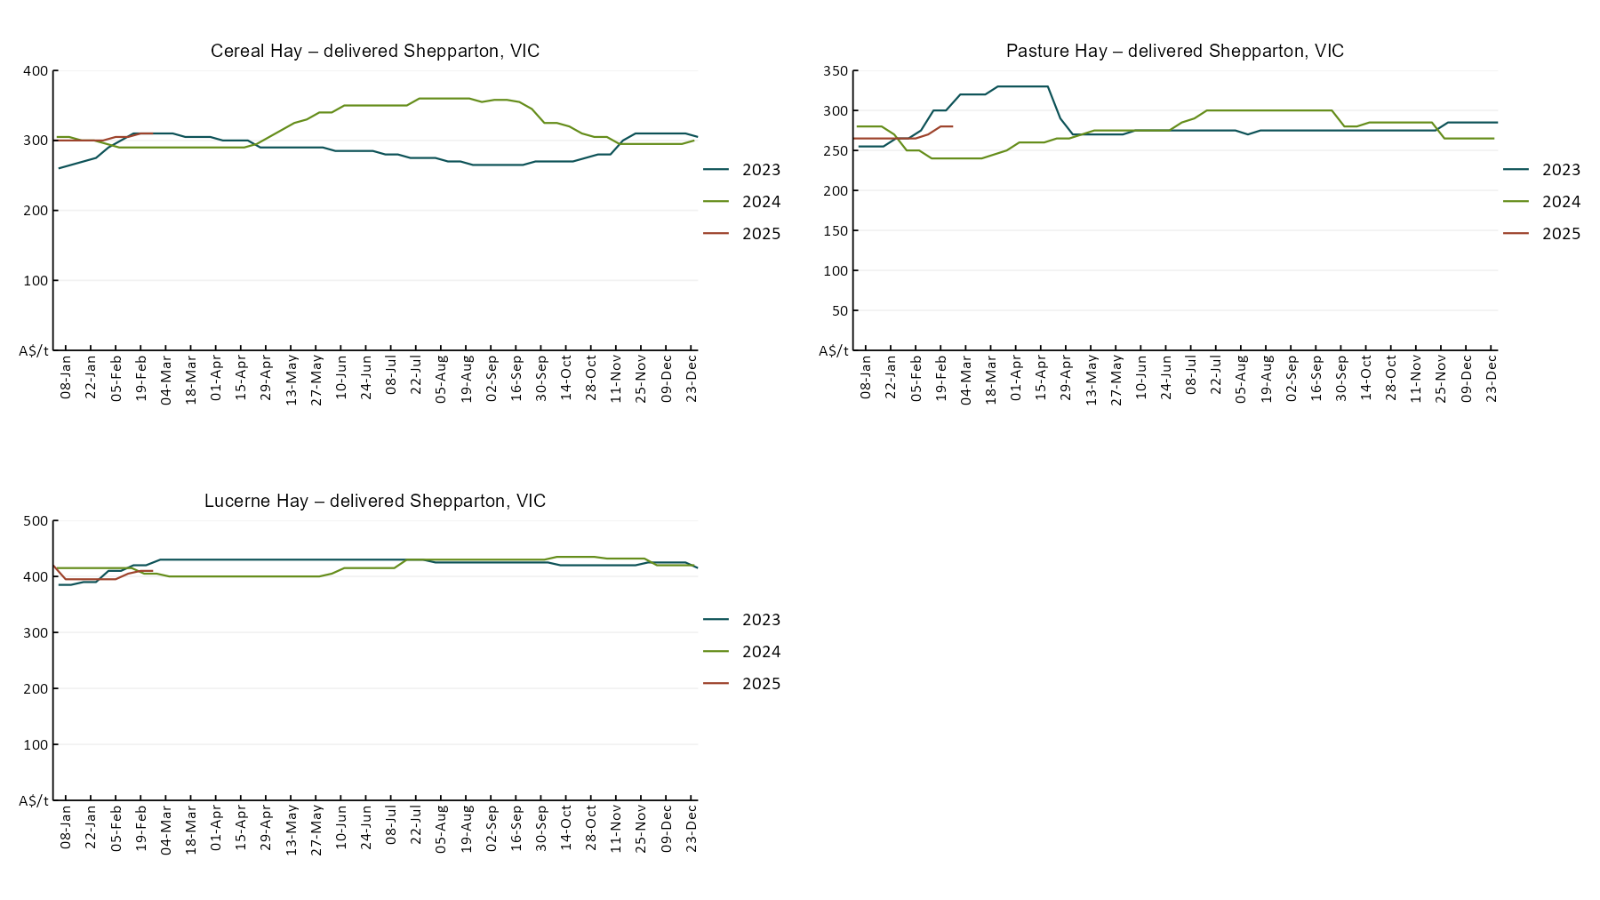 Cereal Hay – delivered Shepparton, VIC
400
300
200
100
A$/t
08-Jan
22-Jan
05-Feb
19-Feb
04-Mar
18-Mar
01-Apr
15-Apr
29-Apr
13-May
27-May
10-Jun
24-Jun
08-Jul
22-Jul
05-Aug
19-Aug
02-Sep
16-Sep
30-Sep
14-Oct
28-Oct
11-Nov
25-Nov
09-Dec
23-Dec
2023
2024
2025
Pasture Hay – delivered Shepparton, VIC
350
300
250
200
150
100
50
A$/t
08-Jan
22-Jan
05-Feb
19-Feb
04-Mar
18-Mar
01-Apr
15-Apr
29-Apr
13-May
27-May
10-Jun
24-Jun
08-Jul
22-Jul
05-Aug
19-Aug
02-Sep
16-Sep
30-Sep
14-Oct
28-Oct
11-Nov
25-Nov
09-Dec
23-Dec
2023
2024
2025
Lucerne Hay – delivered Shepparton, VIC
500
400
300
200
100
A$/t
08-Jan
22-Jan
05-Feb
19-Feb
04-Mar
18-Mar
01-Apr
15-Apr
29-Apr
13-May
27-May
10-Jun
24-Jun
08-Jul
22-Jul
05-Aug
19-Aug
02-Sep
16-Sep
30-Sep
14-Oct
28-Oct
11-Nov
25-Nov
09-Dec
23-Dec
2023
2024
2025